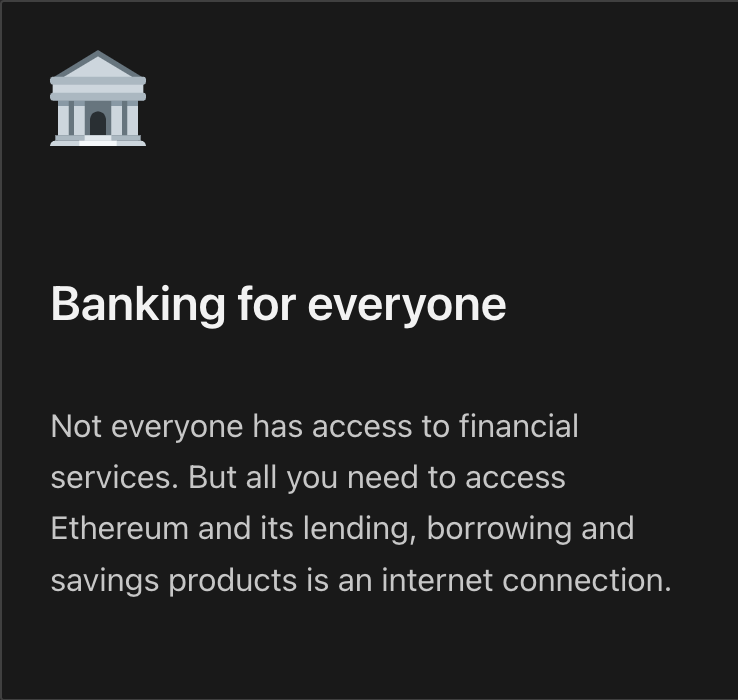 Banking for everyone
Not everyone has access to financial
services. But all you need to access
Ethereum and its lending, borrowing and
savings products is an internet connection.